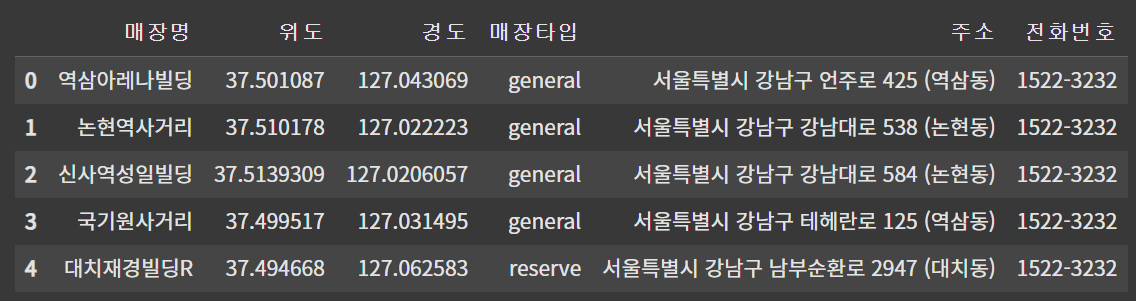 매장명 위도 경도 매장타입 주소 전화번호
0 역삼아레나빌딩 37.501087 127.043069 general 서울특별시 강남구 언주로 425 (역삼동) 1522-3232
1 논현역사거리 37.510178 127.022223 general 서울특별시 강남구 강남대로 538 (논현동) 1522-3232
2 신사역성일빌딩 37.5139309 127.0206057 general 서울특별시 강남구 강남대로 584 (논현동) 1522-3232
3 국기원사거리 37.499517 127.031495 general 서울특별시 강남구 테헤란로 125 (역삼동) 1522-3232
4 대치재경빌딩R 37.494668 127.062583 reserve 서울특별시 강남구 남부순환로 2947 (대치동) 1522-3232